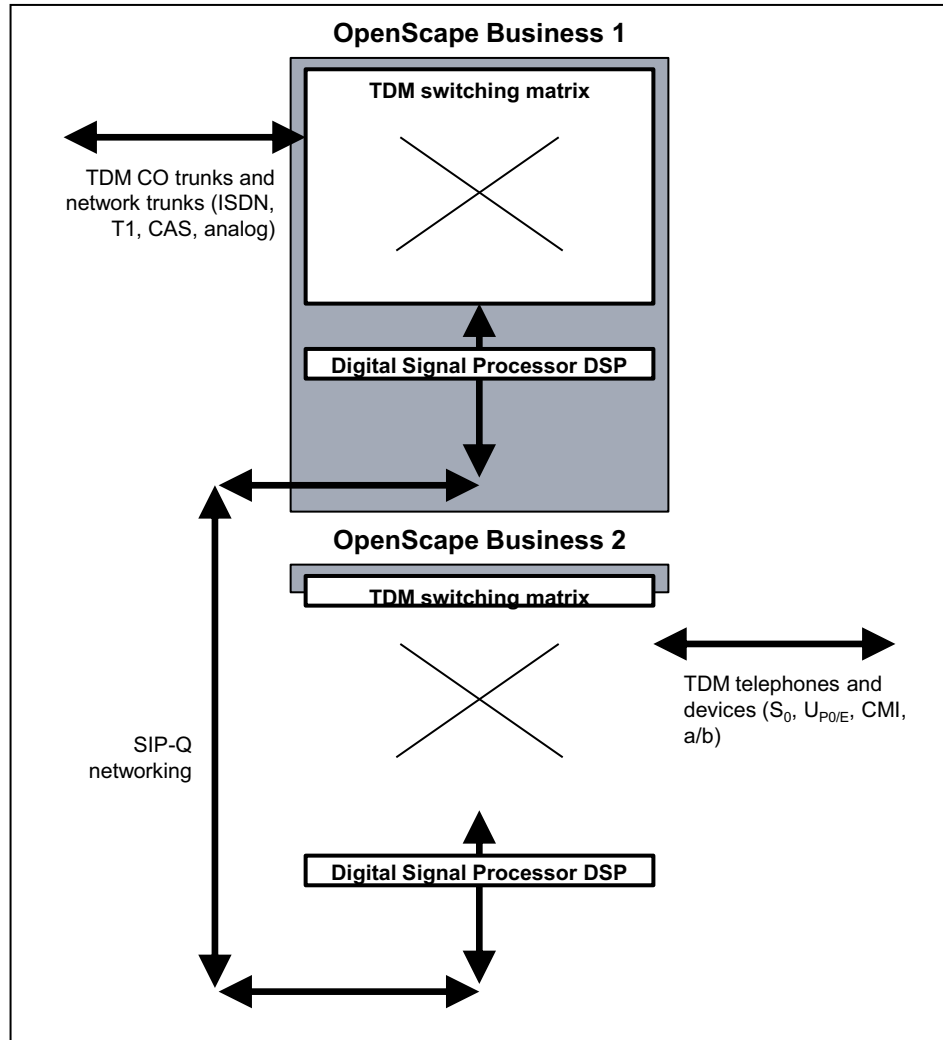 OpenScape Business 1
TDM switching matrix
TDM CO trunks and
network trunks (ISDN,
T1, CAS, analog)
Digital Signal Processor DSP
OpenScape Business 2
TDM switching matrix
TDM telephones and
devices (S₀, U_P0/E, CMI,
a/b)
SIP-Q
networking
Digital Signal Processor DSP